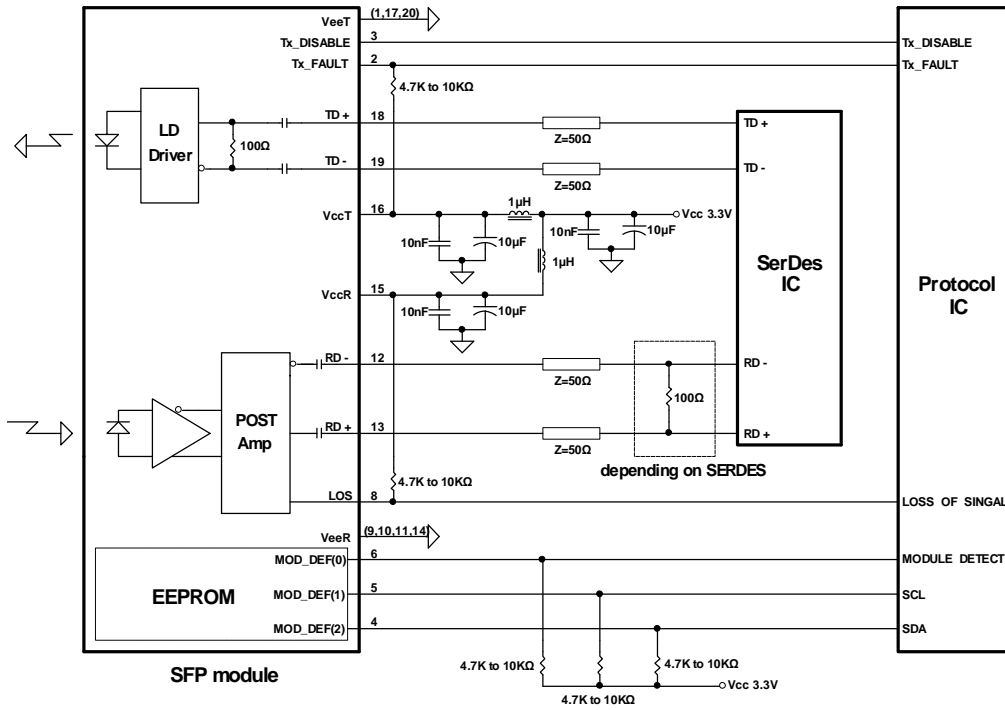 VeeT (1,17,20)
Tx_DISABLE 3 Tx_DISABLE
Tx_FAULT 2 Tx_FAULT
4.7K to 10KΩ
LD
Driver
100Ω
TD + 18 Z=50Ω TD +
TD - 19 Z=50Ω TD -
1µH
VccT 16 Vcc 3.3V
10nF 10µF 10nF 10µF
1µH
SerDes
IC
Protocol
IC
VccR 15
10nF 10µF
RD - 12 Z=50Ω RD -
POST
Amp
100Ω
RD + 13 Z=50Ω RD +
depending on SERDES
4.7K to 10KΩ
LOS 8 LOSS OF SINGAL
VeeR (9,10,11,14)
MOD_DEF(0) 6 MODULE DETECT
EEPROM
MOD_DEF(1) 5 SCL
MOD_DEF(2) 4 SDA
SFP module
4.7K to 10KΩ 4.7K to 10KΩ
4.7K to 10KΩ
Vcc 3.3V